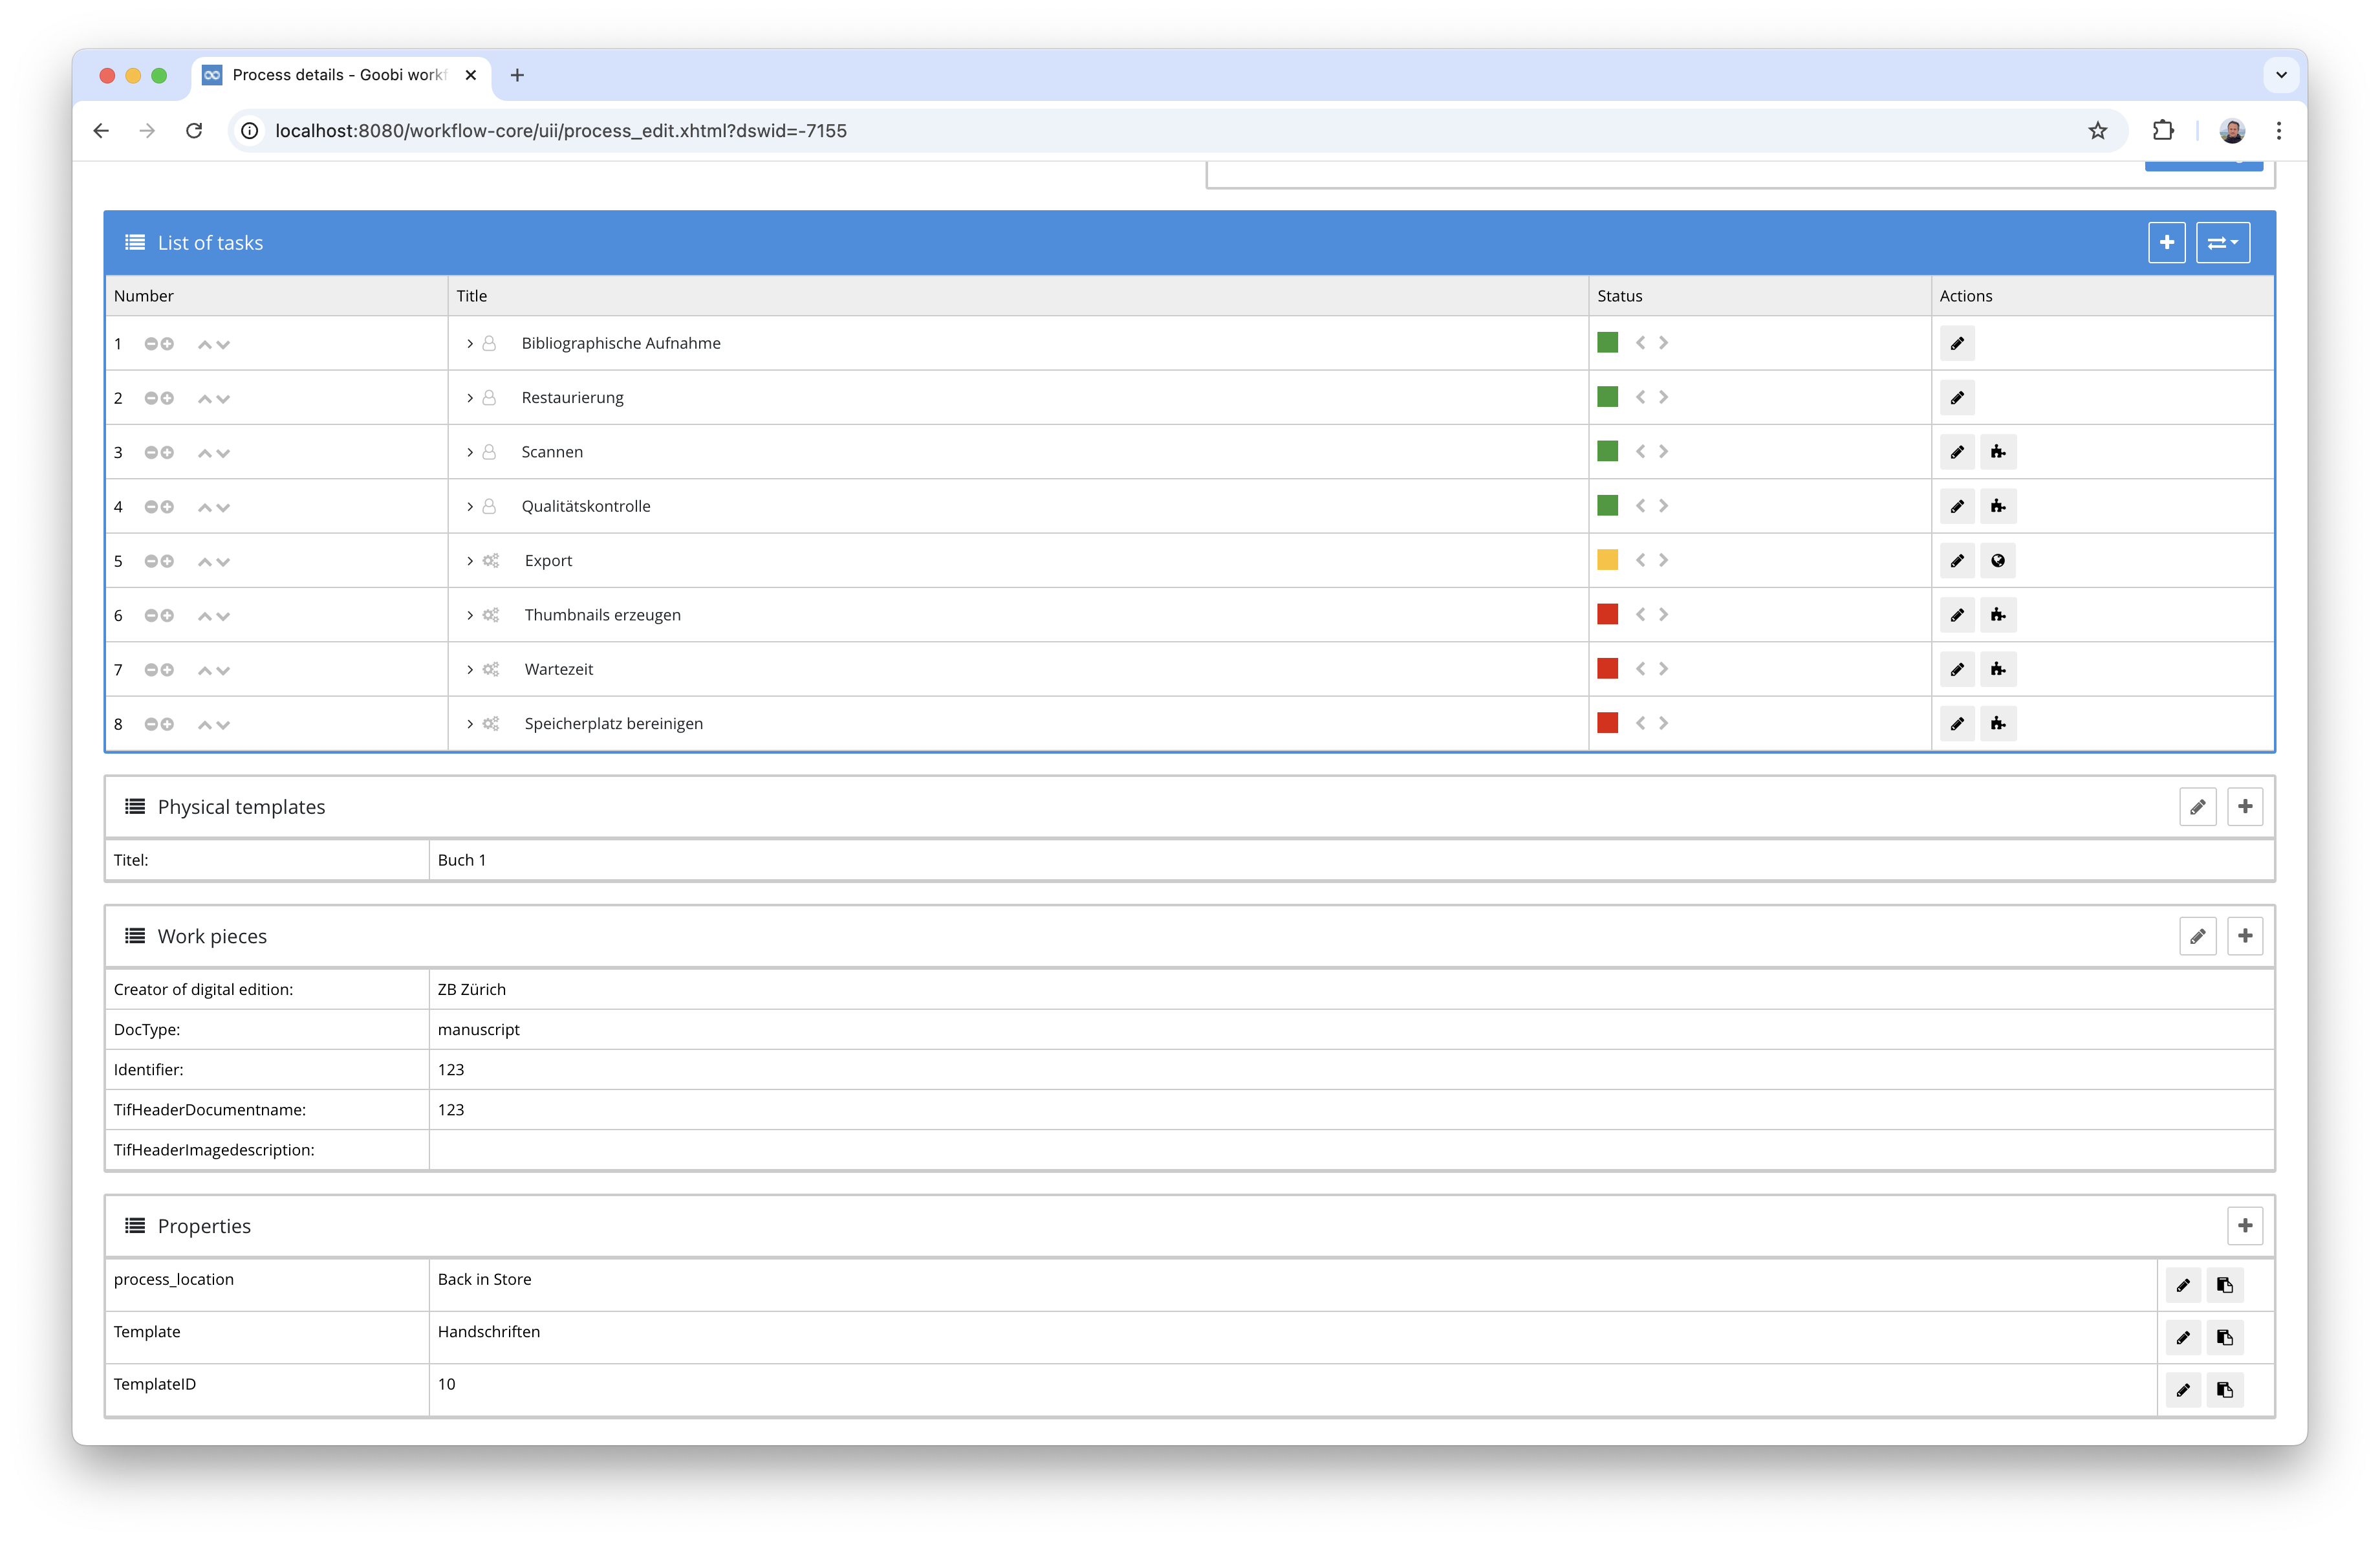 Process details - Goobi workf
localhost:8080/workflow-core/uii/process_edit.xhtml?dswid=-7155
List of tasks
Number Title Status Actions
1 Bibliographische Aufnahme
2 Restaurierung
3 Scannen
4 Qualitätskontrolle
5 Export
6 Thumbnails erzeugen
7 Wartezeit
8 Speicherplatz bereinigen
Physical templates
Titel: Buch 1
Work pieces
Creator of digital edition: ZB Zürich
DocType: manuscript
Identifier: 123
TifHeaderDocumentname: 123
TifHeaderImagedescription:
Properties
process_location Back in Store
Template Handschriften
TemplateID 10